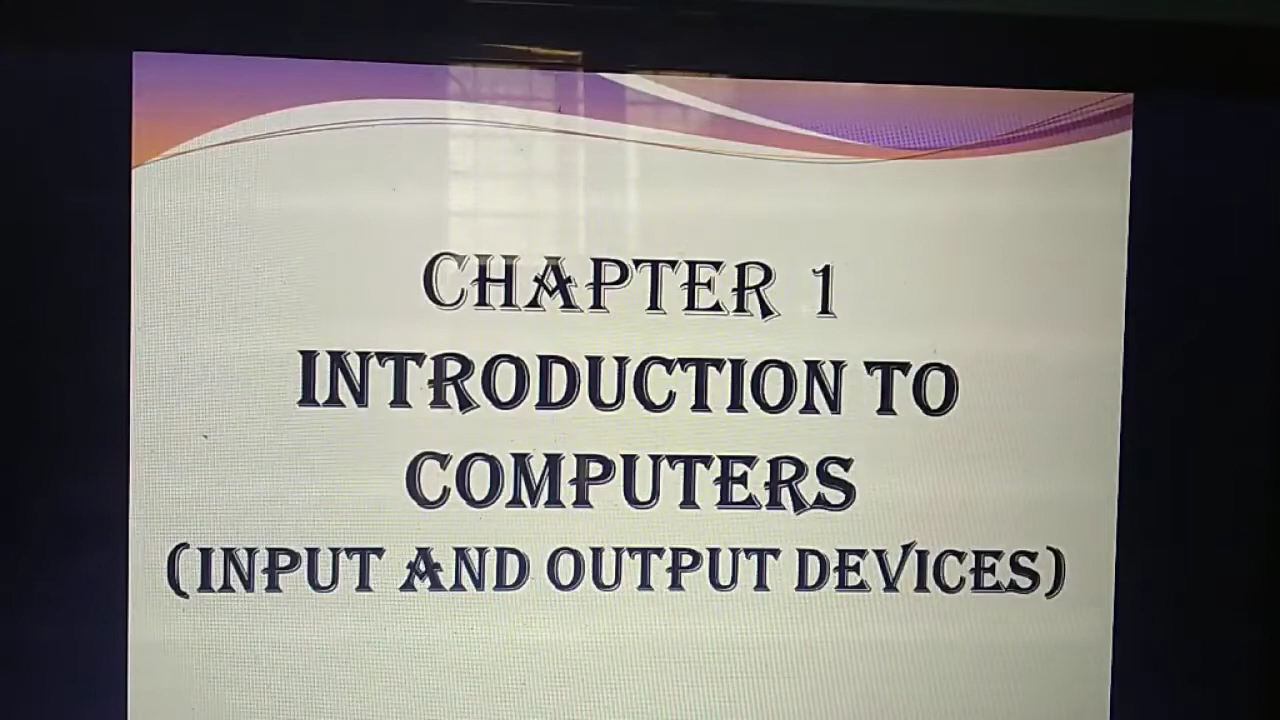 CHAPTER 1
INTRODUCTION TO
COMPUTERS
(INPUT AND OUTPUT DEVICES)